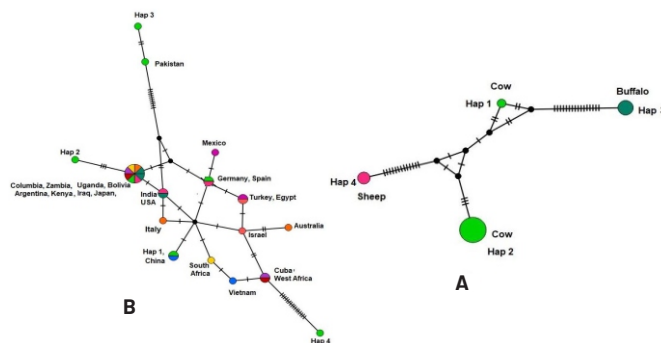 Hap 3
Pakistan
Hap 2
Columbia, Zambia, Uganda, Bolivia
Argentina, Kenya, Iraq, Japan,
India
USA
Mexico
Germany, Spain
Turkey, Egypt
Italy
Israel
Australia
Hap 1,
China
South
Africa
Vietnam
Cuba-
West Africa
Hap 4
B
Cow
Hap 1
Buffalo
Hap 3
Hap 4
Sheep
Cow
Hap 2
A